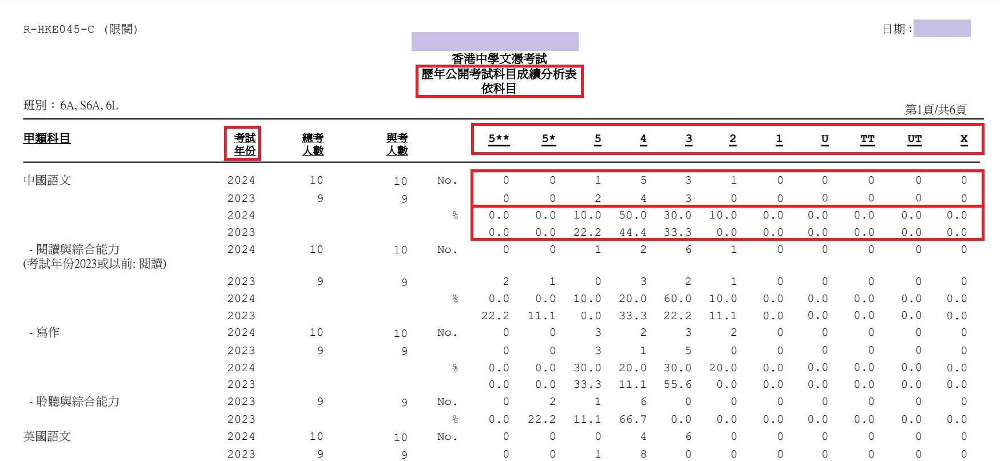 R-HKE045-C (限閱)
日期：
香港中學文憑考試
歷年公開考試科目成績分析表
依科目
班別： 6A, S6A, 6L
第1頁/共6頁
甲類科目 考試年份 總考人數 與考人數 5** 5* 5 4 3 2 1 U TT UT X
中國語文 2024 10 10 No. 0 0 1 5 3 1 0 0 0 0 0
2023 9 9 0 0 2 4 3 0 0 0 0 0 0
2024 % 0.0 0.0 10.0 50.0 30.0 10.0 0.0 0.0 0.0 0.0 0.0
2023 0.0 0.0 22.2 44.4 33.3 0.0 0.0 0.0 0.0 0.0 0.0
- 閱讀與綜合能力 2024 10 10 No. 0 0 1 2 6 1 0 0 0 0 0
(考試年份2023或以前: 閱讀)
2023 9 9 2 1 0 3 2 1 0 0 0 0 0
2024 % 0.0 0.0 10.0 20.0 60.0 10.0 0.0 0.0 0.0 0.0 0.0
2023 22.2 11.1 0.0 33.3 22.2 11.1 0.0 0.0 0.0 0.0 0.0
- 寫作 2024 10 10 No. 0 0 3 2 3 2 0 0 0 0 0
2023 9 9 0 0 3 1 5 0 0 0 0 0 0
2024 % 0.0 0.0 30.0 20.0 30.0 20.0 0.0 0.0 0.0 0.0 0.0
2023 0.0 0.0 33.3 11.1 55.6 0.0 0.0 0.0 0.0 0.0 0.0
- 聆聽與綜合能力 2023 9 9 No. 0 2 1 6 0 0 0 0 0 0 0
2023 % 0.0 22.2 11.1 66.7 0.0 0.0 0.0 0.0 0.0 0.0 0.0
英國語文 2024 10 10 No. 0 0 0 4 6 0 0 0 0 0 0
2023 9 9 0 0 1 8 0 0 0 0 0 0 0